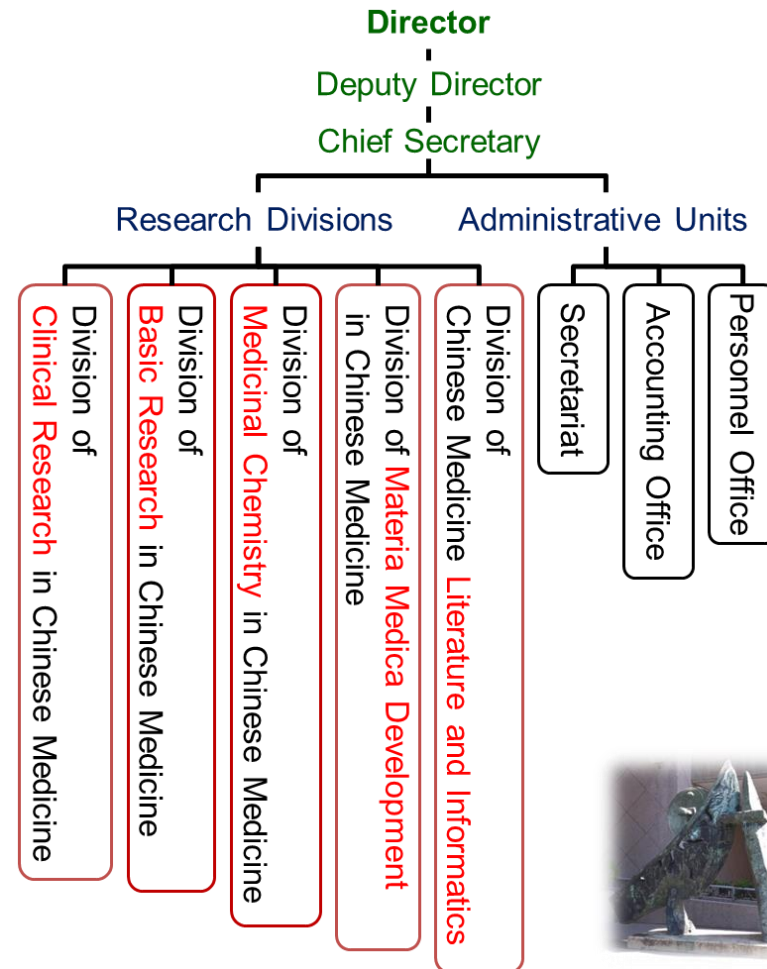 Director
Deputy Director
Chief Secretary
Research Divisions
Administrative Units
Division of
Clinical Research in Chinese Medicine
Division of
Basic Research in Chinese Medicine
Division of
Medicinal Chemistry in Chinese Medicine
Division of Materia Medica Development
in Chinese Medicine
Division of
Chinese Medicine Literature and Informatics
Secretariat
Accounting Office
Personnel Office